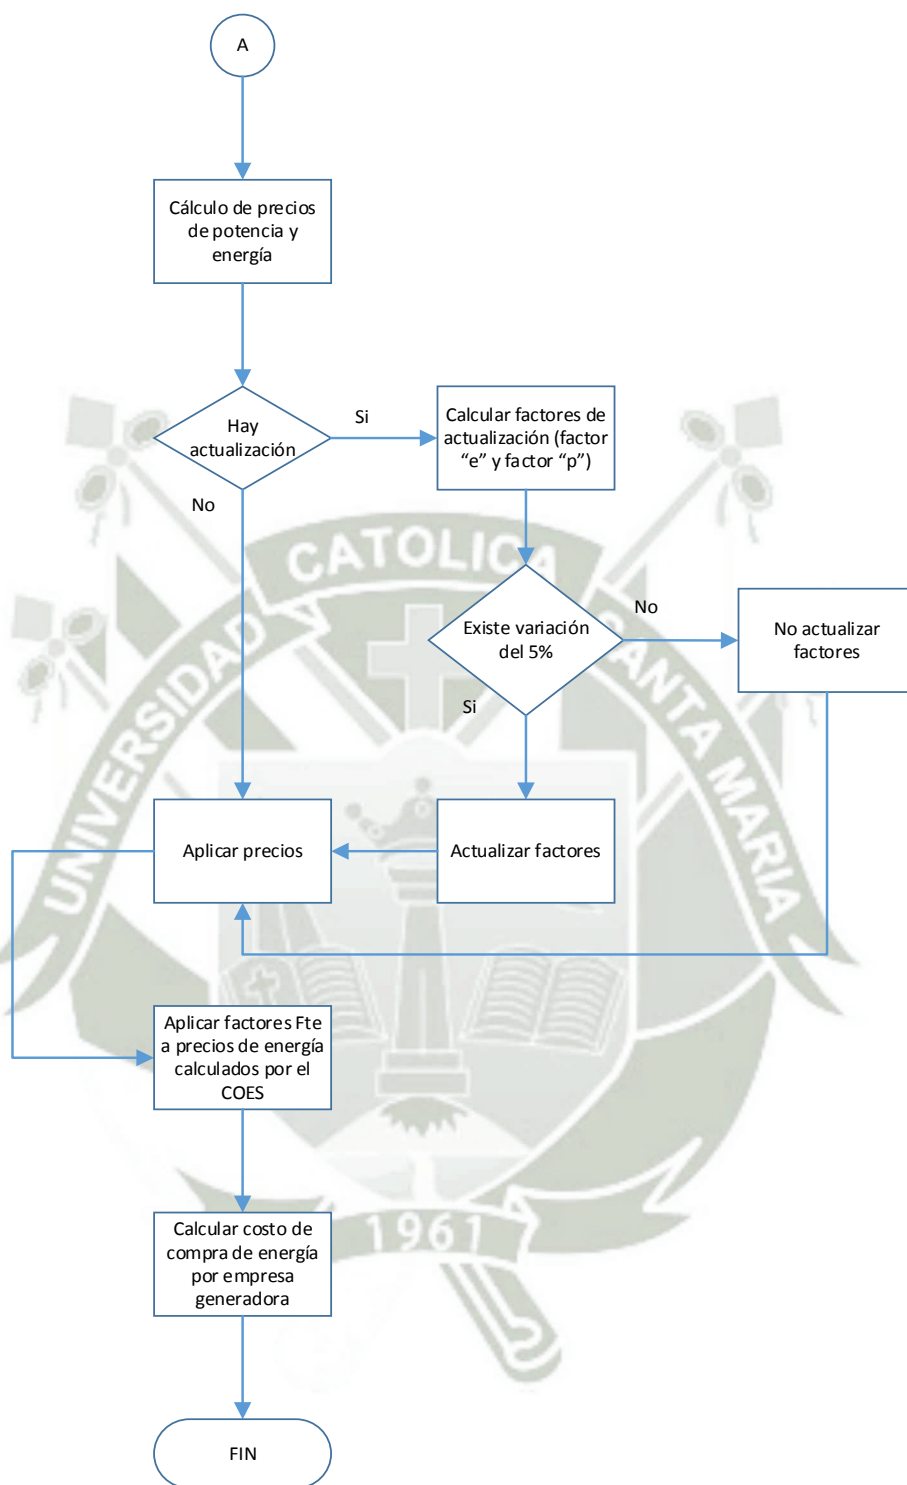 A
Cálculo de precios
de potencia y
energía
Hay
actualización
Si
Calcular factores de
actualización (factor
“e” y factor “p”)
No
Existe variación
del 5%
No
No actualizar
factores
Si
Aplicar precios
Actualizar factores
Aplicar factores Fte
a precios de energía
calculados por el
COES
Calcular costo de
compra de energía
por empresa
generadora
FIN
UNIVERSIDAD
CATOLICA
SANTA MARIA
1961